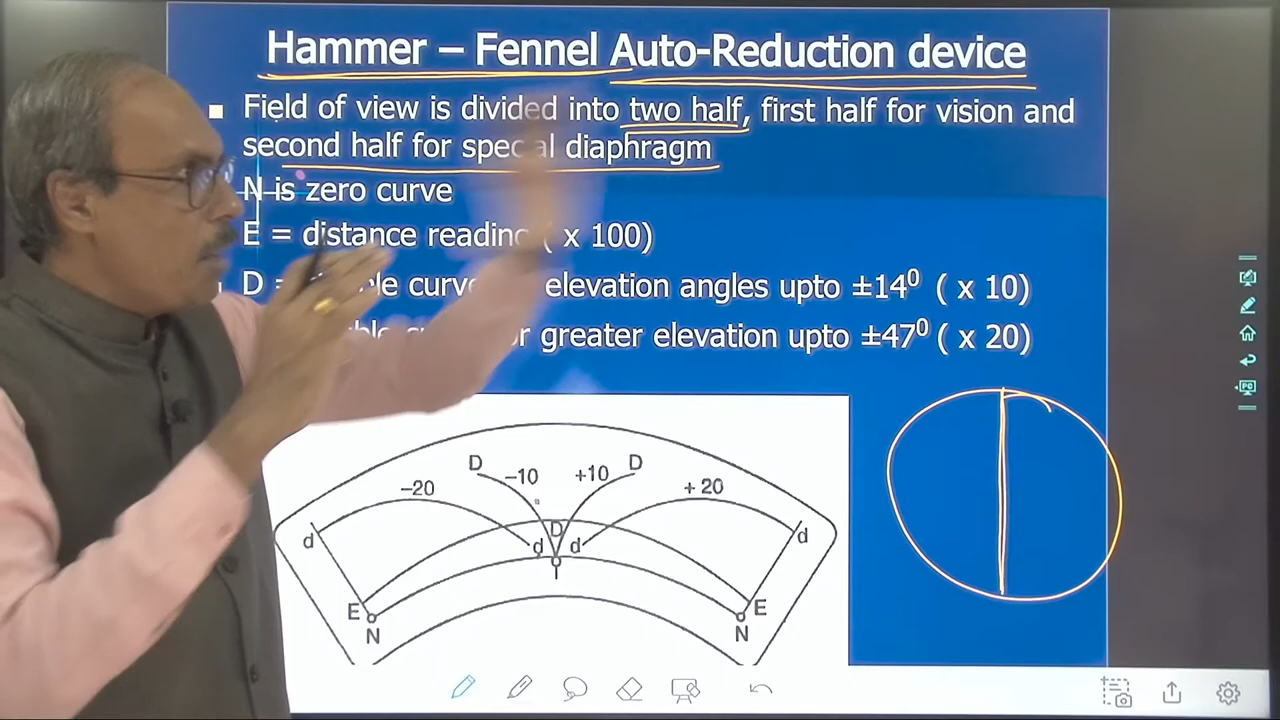 Hammer – Fennel Auto-Reduction device
Field of view is divided into two half, first half for vision and
second half for special diaphragm
N is zero curve
E = distance reading ( x 100)
D = curve elevation angles upto ±14⁰ ( x 10)
greater elevation upto ±47⁰ ( x 20)
D –10 +10 D
–20 + 20
d D d d d
E E
N N
PC